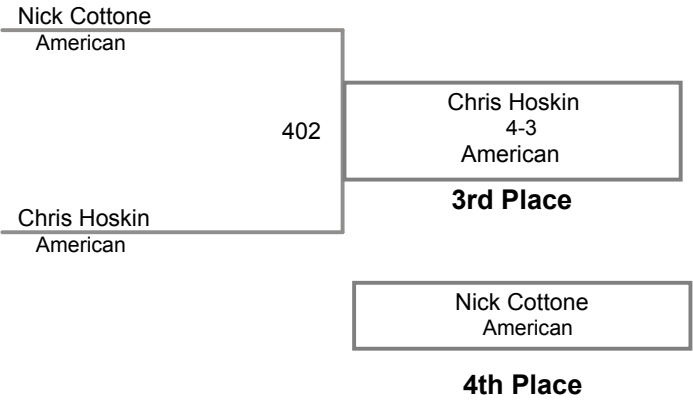 Nick Cottone
American
402
Chris Hoskin
4-3
American
3rd Place
Chris Hoskin
American
Nick Cottone
American
4th Place